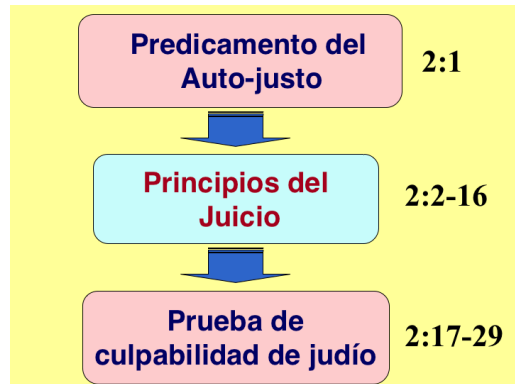 Predicamento del
Auto-justo
2:1
Principios del
Juicio
2:2-16
Prueba de
culpabilidad de judío
2:17-29